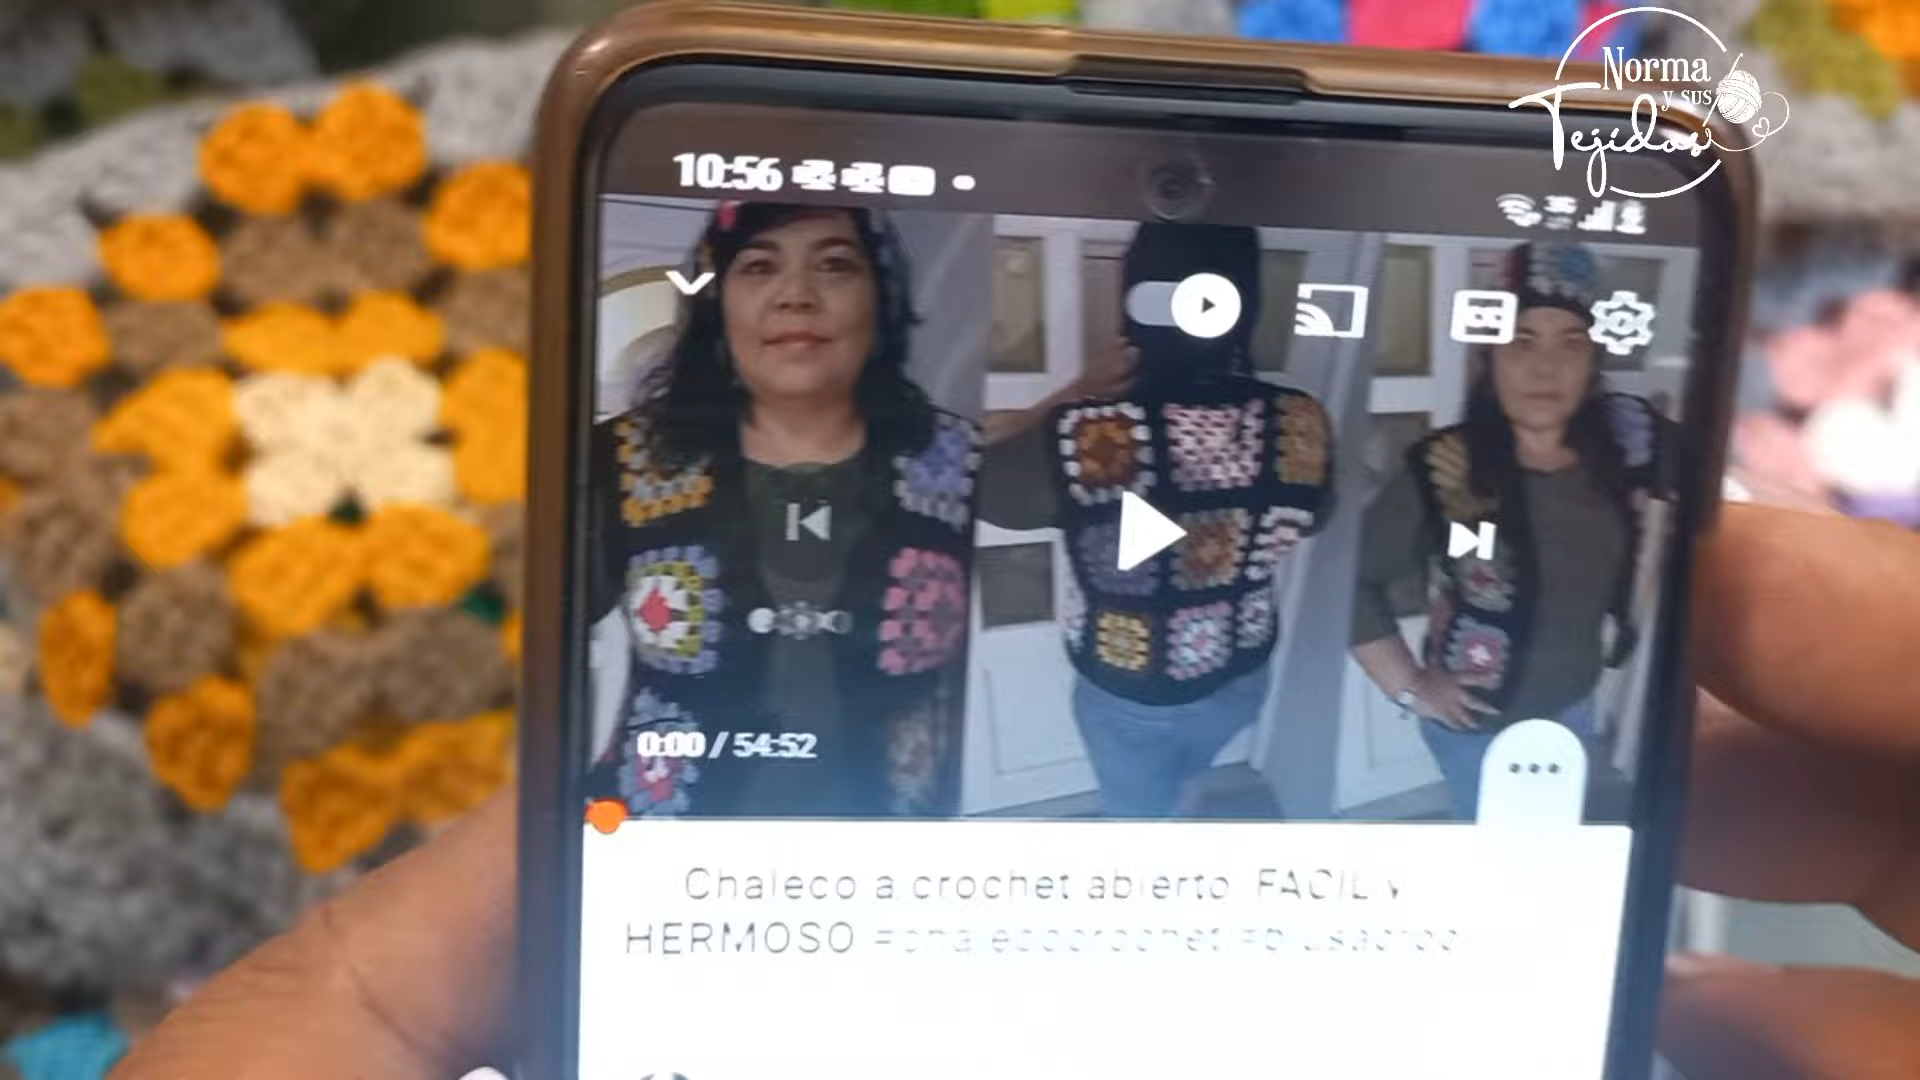 Norma
y sus
Tejidos
10:56
0:00 / 54:52
Chaleco a crochet abierto FACIL y
HERMOSO